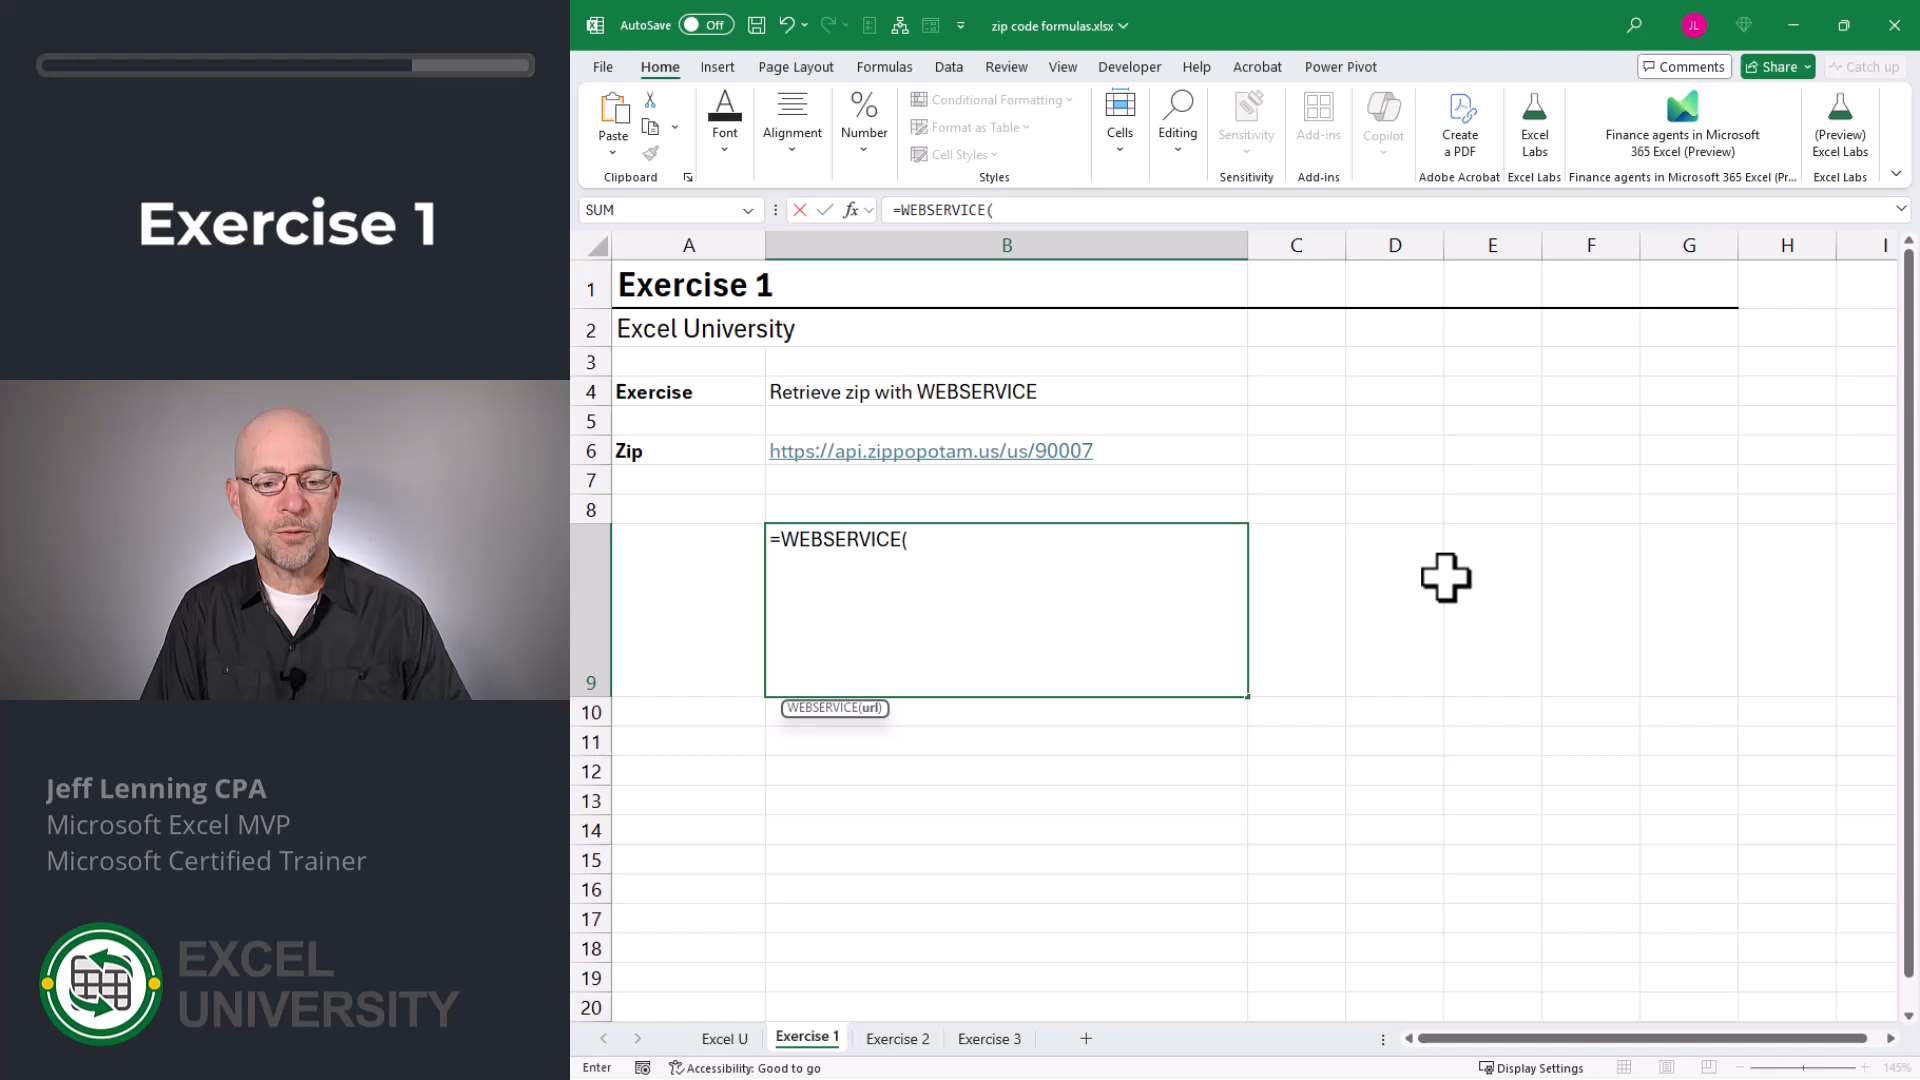 Exercise 1
Jeff Lenning CPA
Microsoft Excel MVP
Microsoft Certified Trainer
EXCEL
UNIVERSITY
AutoSave Off zip code formulas.xlsx JL
File Home Insert Page Layout Formulas Data Review View Developer Help Acrobat Power Pivot Comments Share Catch up
Paste Font Alignment Number Conditional Formatting Format as Table Cell Styles Cells Editing Sensitivity Add-ins Copilot Create a PDF Excel Labs Finance agents in Microsoft 365 Excel (Preview) (Preview) Excel Labs
Clipboard Styles Sensitivity Add-ins Adobe Acrobat Excel Labs Finance agents in Microsoft 365 Excel (Pr... Excel Labs
SUM fx =WEBSERVICE(
A B C D E F G H I
1 Exercise 1
2 Excel University
3
4 Exercise Retrieve zip with WEBSERVICE
5
6 Zip https://api.zippopotam.us/us/90007
7
8
=WEBSERVICE(
9
WEBSERVICE(url)
10
11
12
13
14
15
16
17
18
19
20
Excel U Exercise 1 Exercise 2 Exercise 3
Enter Accessibility: Good to go Display Settings 145%